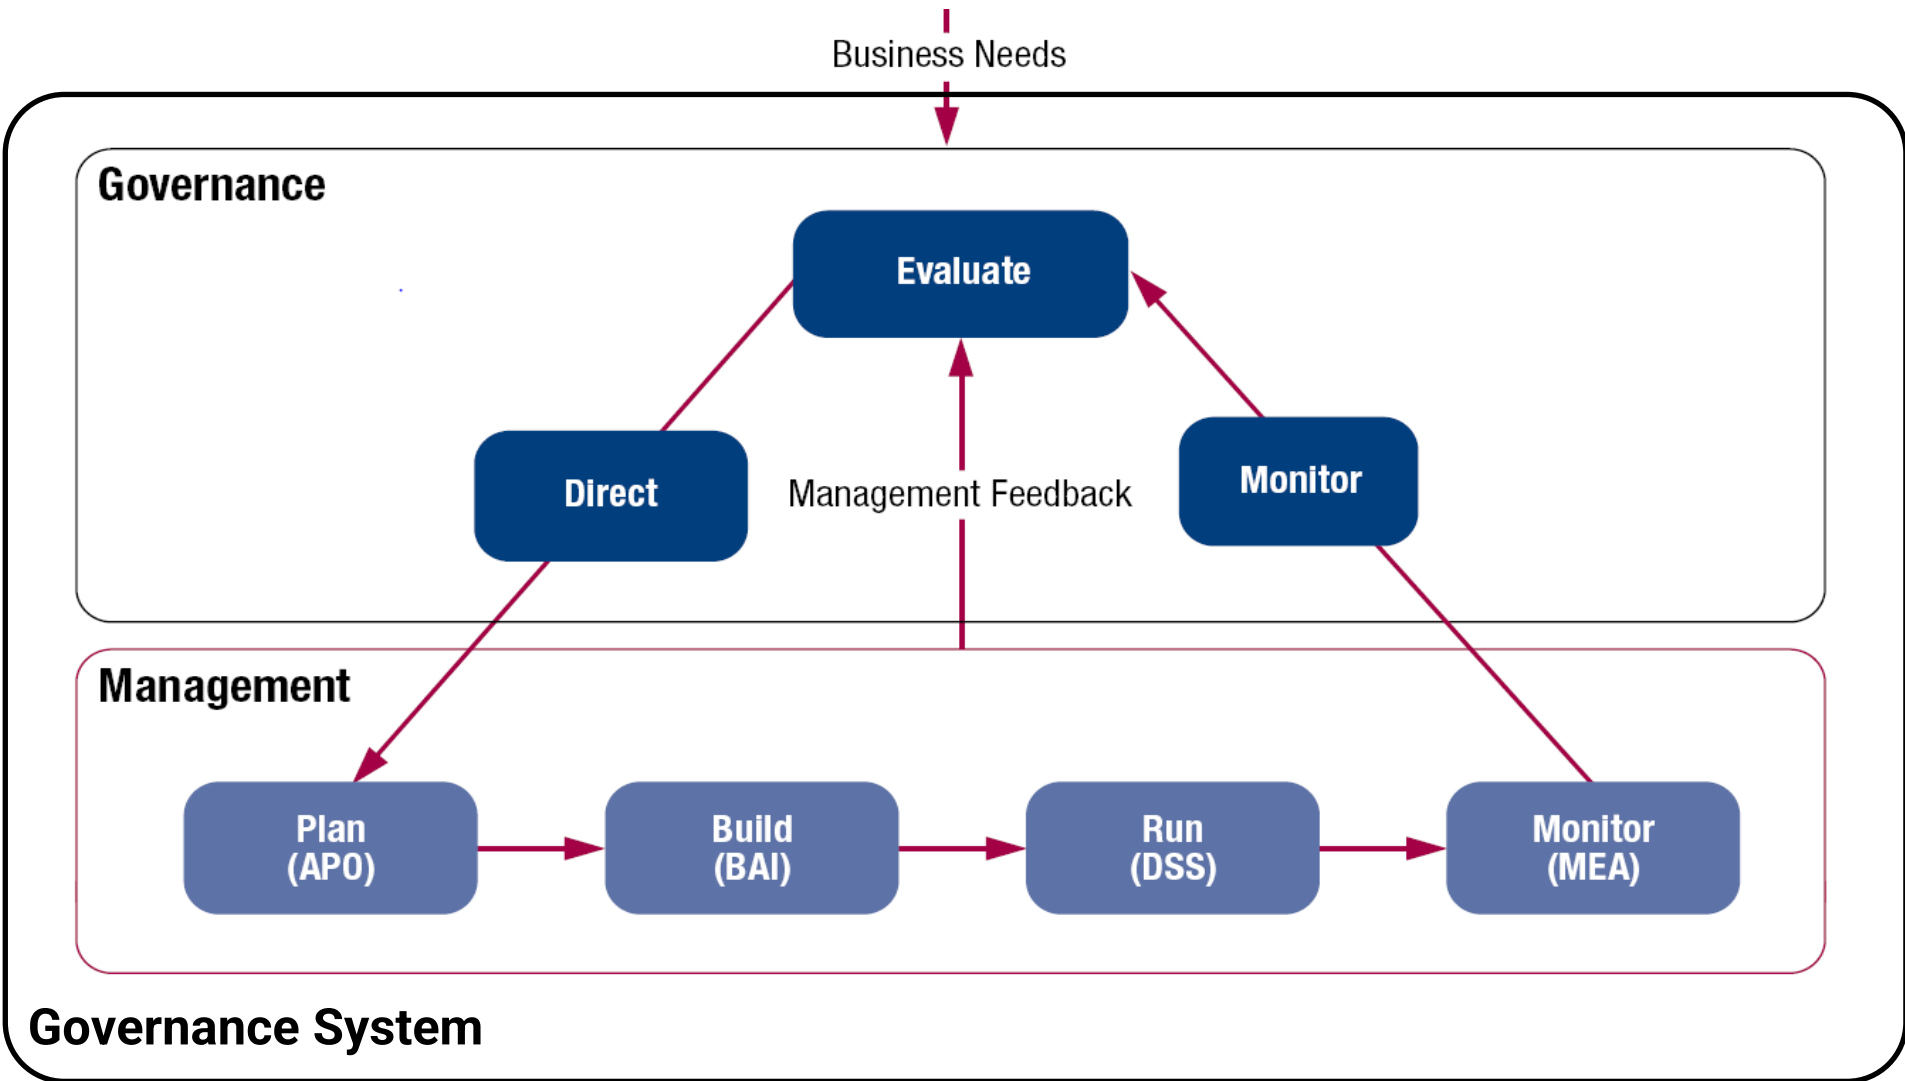 Business Needs
Governance
Evaluate
Direct
Management Feedback
Monitor
Management
Plan
(APO)
Build
(BAI)
Run
(DSS)
Monitor
(MEA)
Governance System